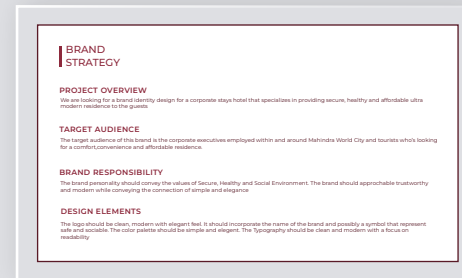 BRAND
STRATEGY
PROJECT OVERVIEW
We are looking for a brand identity design for a corporate stays hotel that specializes in providing secure, healthy and affordable ultra
modern residence to the guests
TARGET AUDIENCE
The target audience of this brand is the corporate executives employed within and around Mahindra World City and tourists who's looking
for a comfort,convenience and affordable residence.
BRAND RESPONSIBILITY
The brand personality should convey the values of Secure, Healthy and Social Environment. The brand should approchable trustworthy
and modern while conveying the connection of simple and elegance
DESIGN ELEMENTS
The logo should be clean, modern with elegant feel. It should incorporate the name of the brand and possibly a symbol that represent
safe and sociable. The color palette should be simple and elegent. The Typography should be clean and modern with a focus on
readability